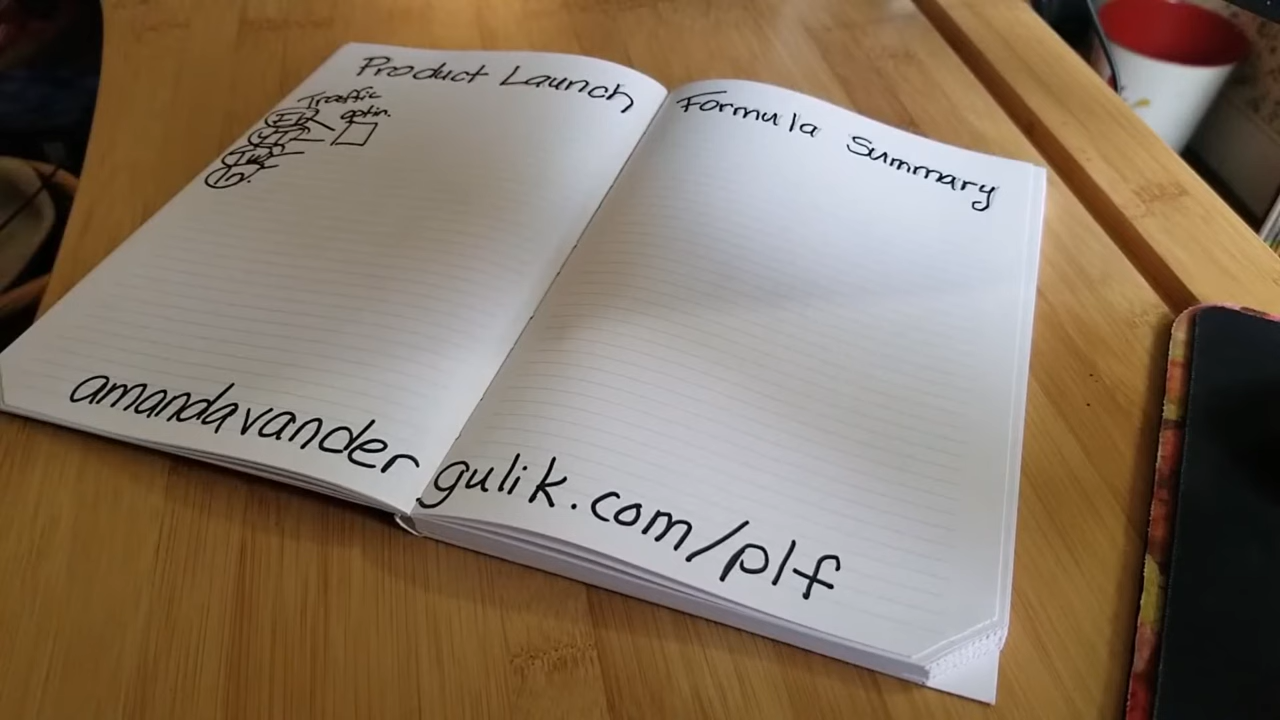 Product Launch Formula Summary
Traffic
optin.
amandavandergulik.com/plf